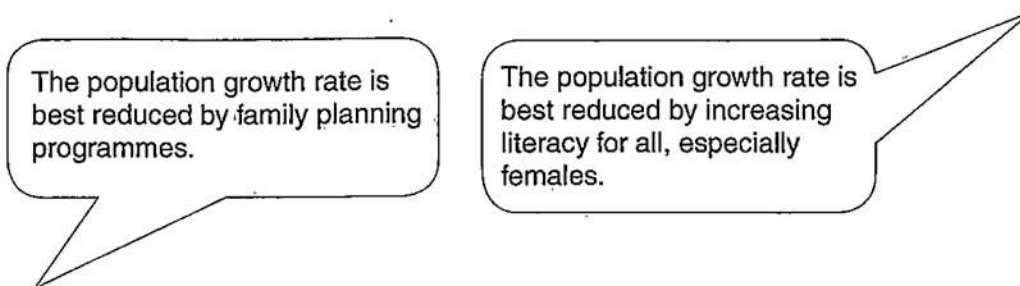 The population growth rate is
best reduced by family planning
programmes.
The population growth rate is
best reduced by increasing
literacy for all, especially
females.